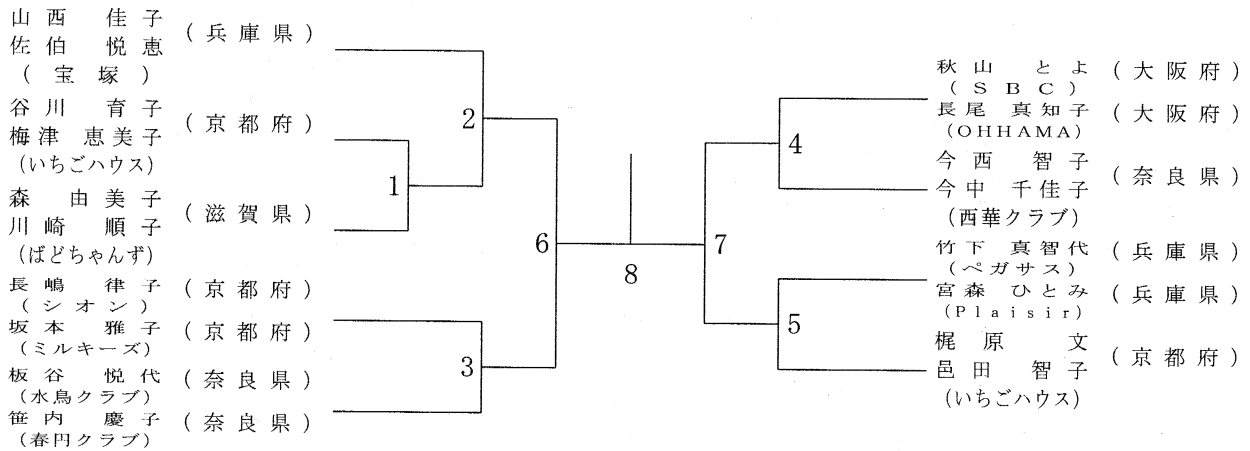 山西 佳子
佐伯 悦恵
(兵庫県)
(宝塚)
谷川 育子
梅津 恵美子
(京都府)
(いちごハウス)
森 由美子
川崎 順子
(滋賀県)
(ばどちゃんず)
長嶋 律子 (京都府)
(シオン)
坂本 雅子 (京都府)
(ミルキーズ)
板谷 悦代 (奈良県)
(水鳥クラブ)
笹内 慶子 (奈良県)
(春円クラブ)
1
2
3
6
8
7
4
5
秋山 とよ (大阪府)
(SBC)
長尾 真知子 (大阪府)
(OHHAMA)
今西 智子
今中 千佳子
(奈良県)
(西華クラブ)
竹下 真智代 (兵庫県)
(ペガサス)
宮森 ひとみ (兵庫県)
(Plaisir)
梶原 文
邑田 智子
(京都府)
(いちごハウス)